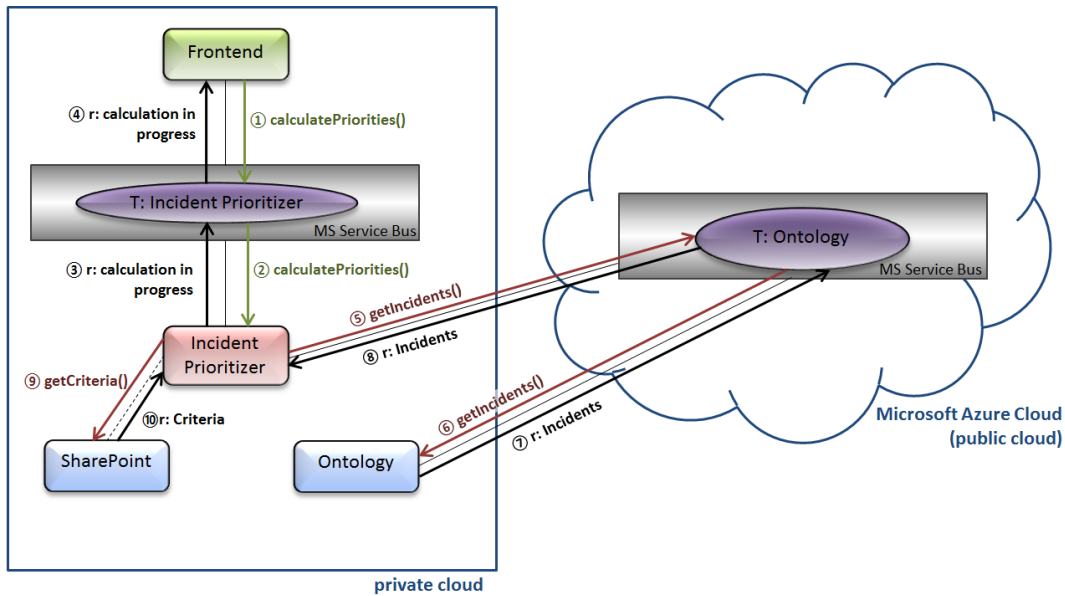 Frontend
④ r: calculation in
progress
① calculatePriorities()
T: Incident Prioritizer
MS Service Bus
③ r: calculation in
progress
② calculatePriorities()
T: Ontology
MS Service Bus
⑤ getIncidents()
⑧ r: Incidents
Incident
Prioritizer
⑨ getCriteria()
⑩r: Criteria
⑥ getIncidents()
⑦ r: Incidents
Microsoft Azure Cloud
(public cloud)
SharePoint
Ontology
private cloud